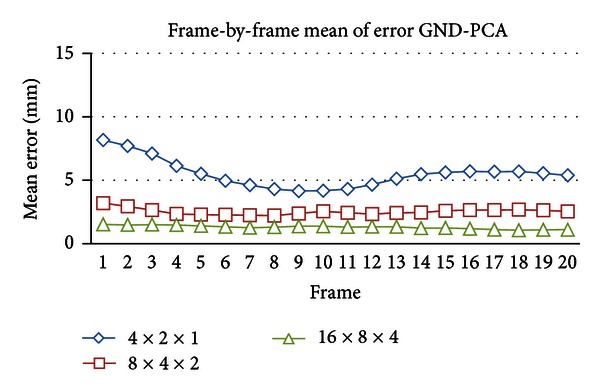 Frame-by-frame mean of error GND-PCA
15
10
5
0
Mean error (mm)
1 2 3 4 5 6 7 8 9 10 11 12 13 14 15 16 17 18 19 20
Frame
4 × 2 × 1
16 × 8 × 4
8 × 4 × 2